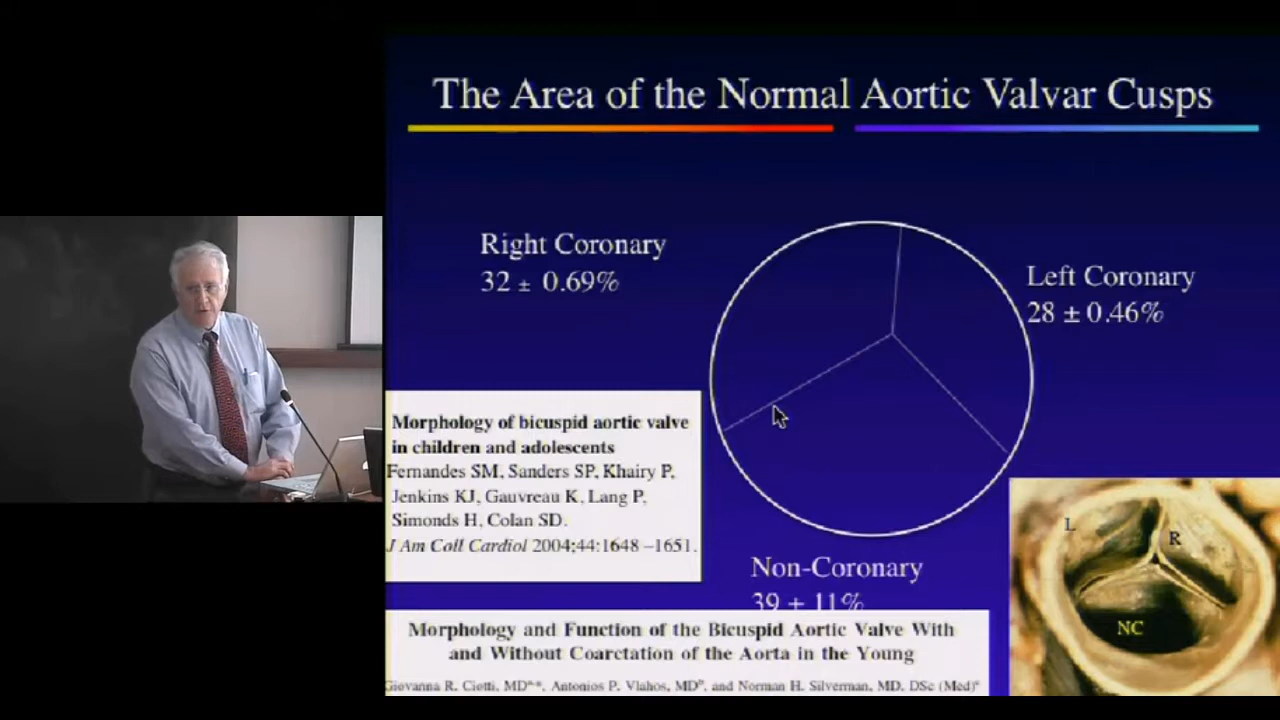 The Area of the Normal Aortic Valvar Cusps
Right Coronary
32 ± 0.69%
Left Coronary
28 ± 0.46%
Morphology of bicuspid aortic valve
in children and adolescents
Fernandes SM, Sanders SP, Khairy P,
Jenkins KJ, Gauvreau K, Lang P,
Simonds H, Colan SD.
J Am Coll Cardiol 2004;44:1648 –1651.
Non-Coronary
39 ± 11%
L
R
NC
Morphology and Function of the Bicuspid Aortic Valve With
and Without Coarctation of the Aorta in the Young
Giovanna R. Ciotti, MD, Antonios P. Vlahos, MD, and Norman H. Silverman, MD, DSc (Med)